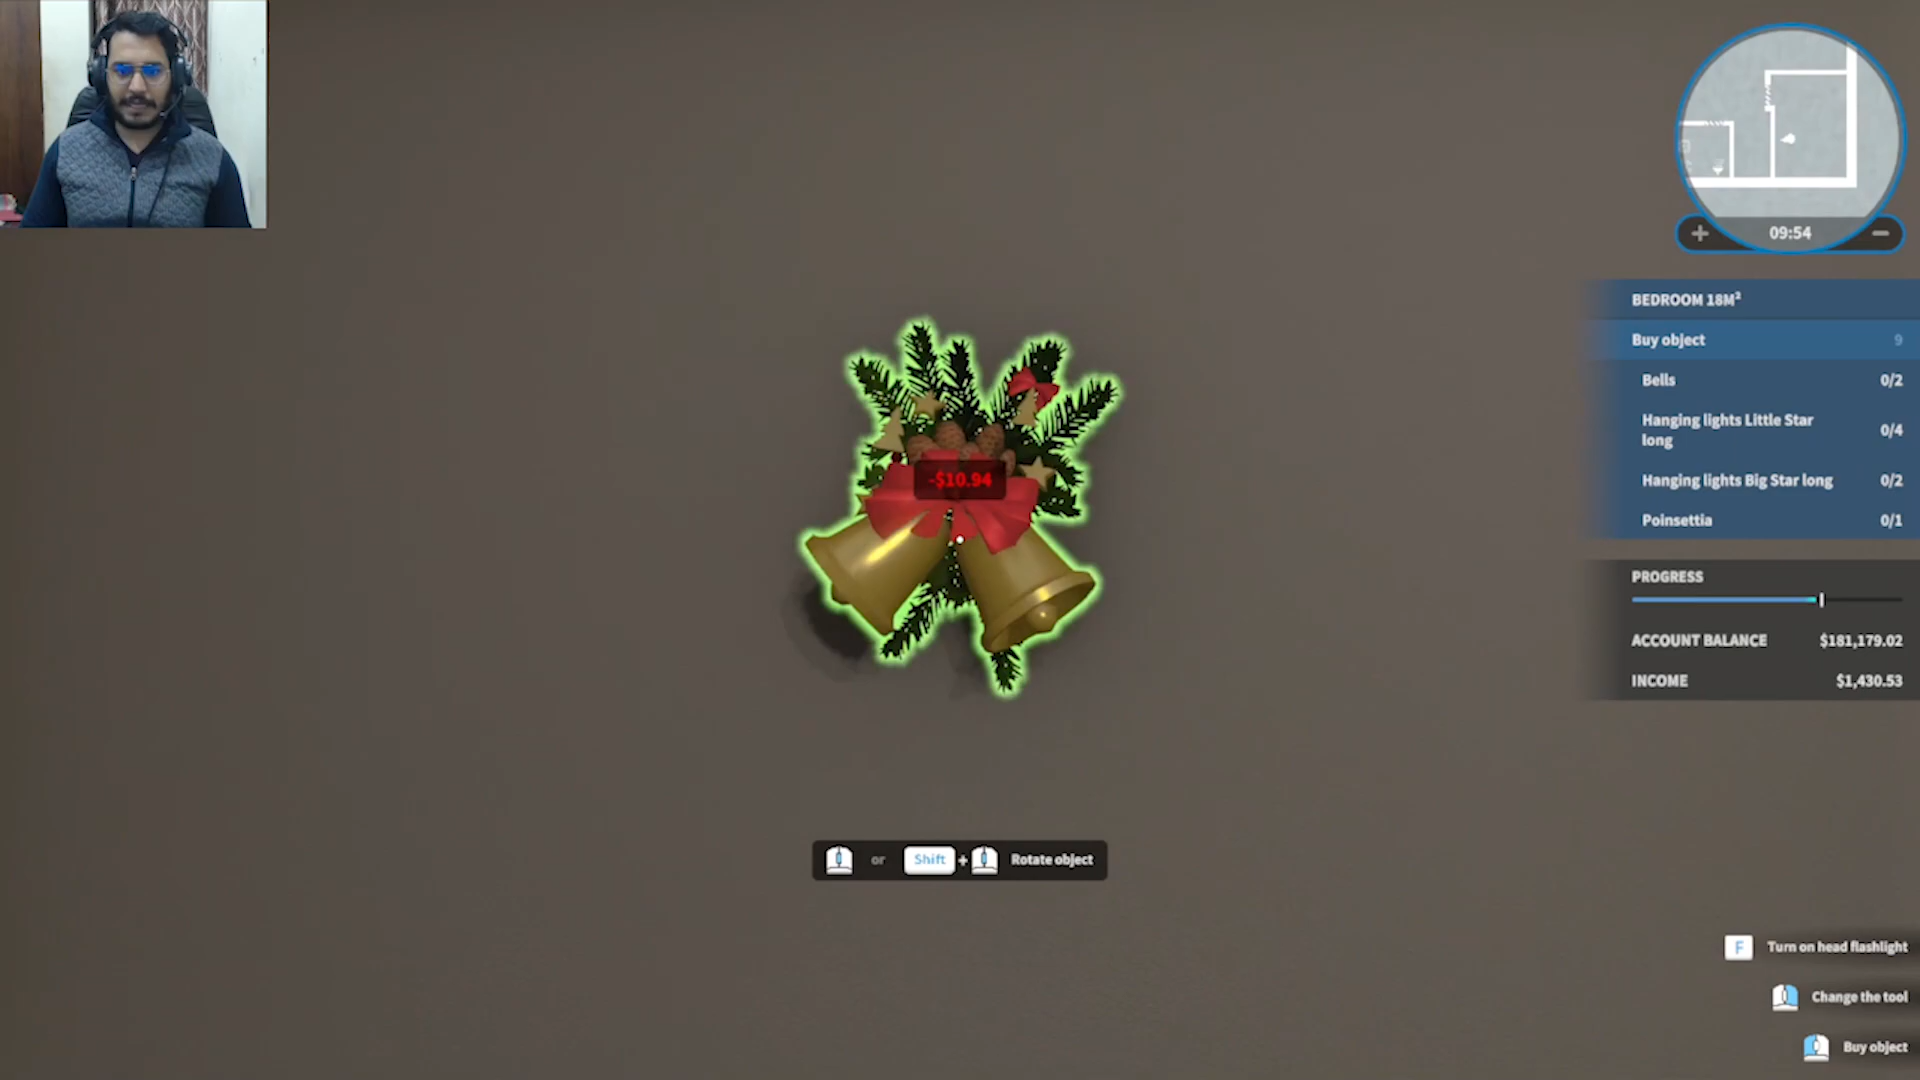 09:54
BEDROOM 18M²
Buy object 9
Bells 0/2
Hanging lights Little Star
long 0/4
Hanging lights Big Star long 0/2
Poinsettia 0/1
PROGRESS
ACCOUNT BALANCE $181,179.02
INCOME $1,430.53
-$10.94
or Shift + Rotate object
F Turn on head flashlight
Change the tool
Buy object